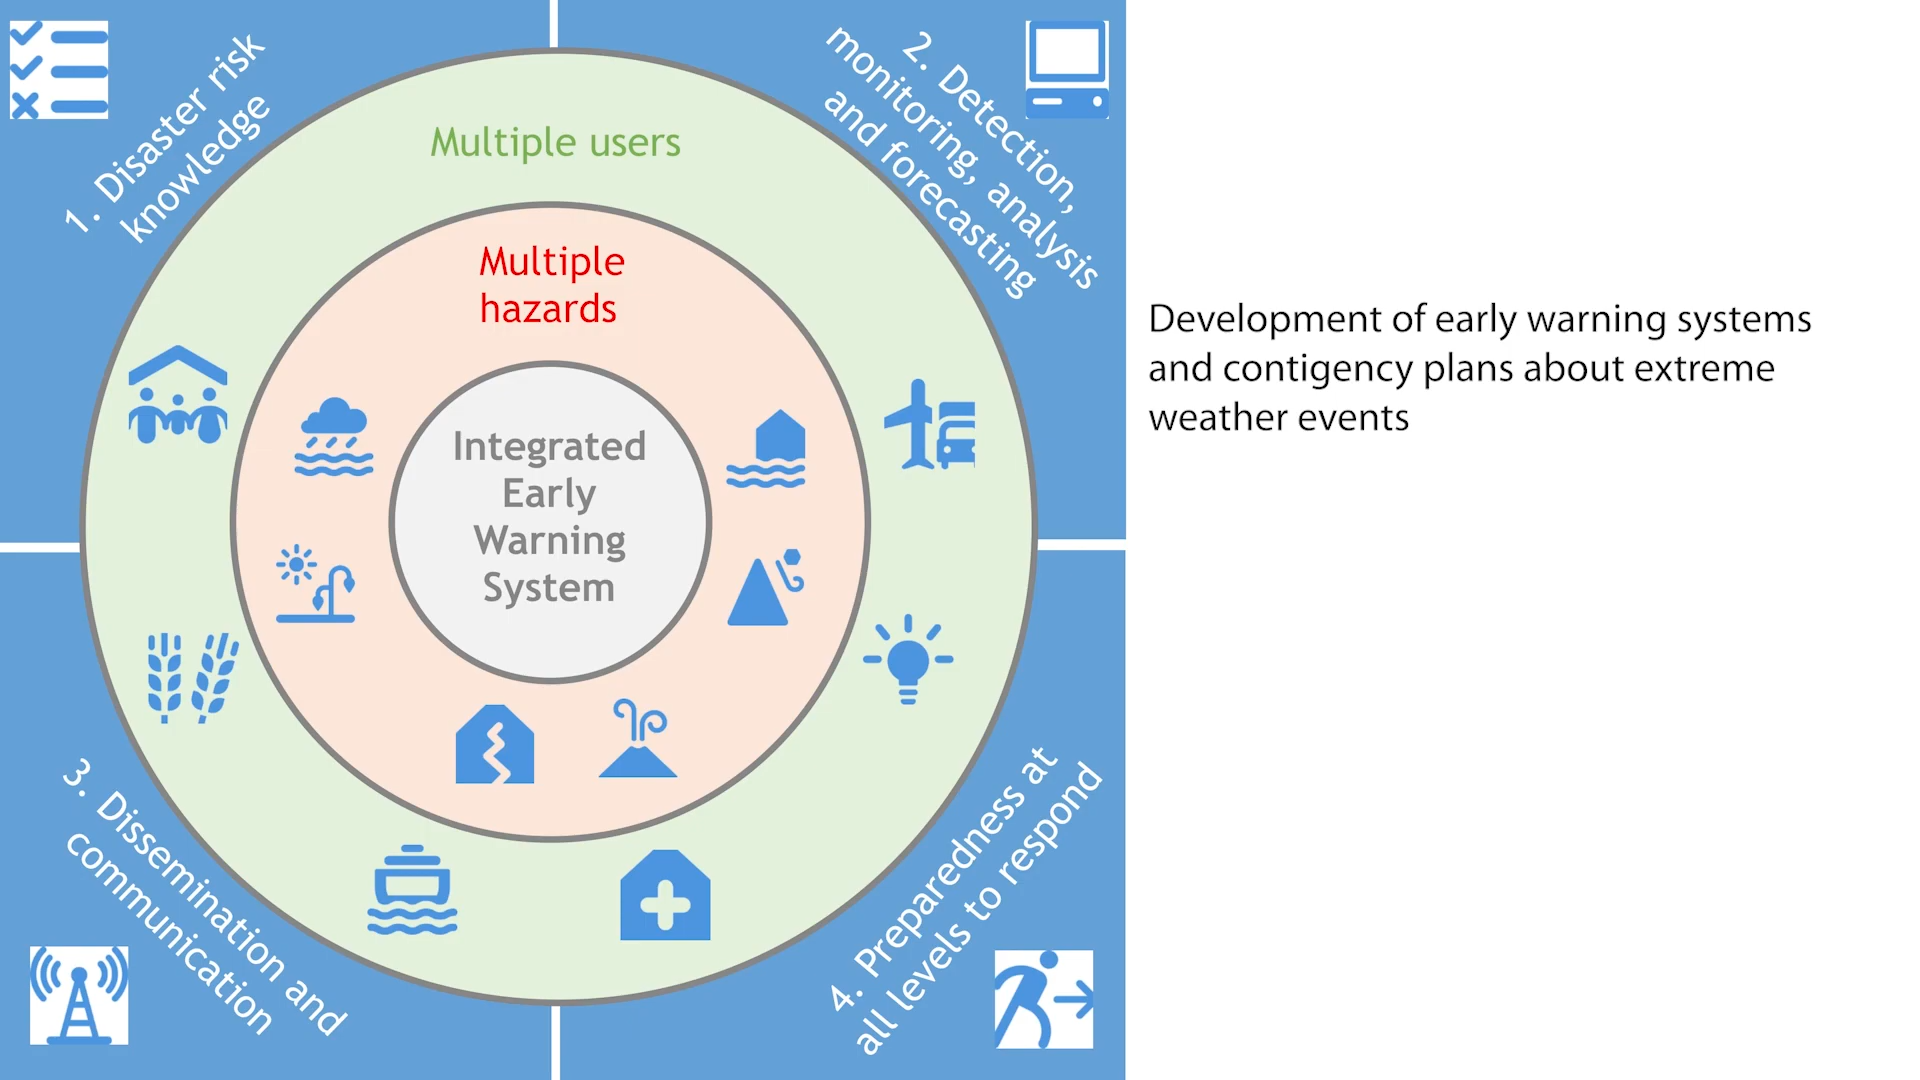 1. Disaster risk
knowledge
2. Detection,
monitoring, analysis
and forecasting
Multiple users
Multiple
hazards
Integrated
Early
Warning
System
3. Dissemination and
communication
4. Preparedness at
all levels to respond
Development of early warning systems
and contigency plans about extreme
weather events